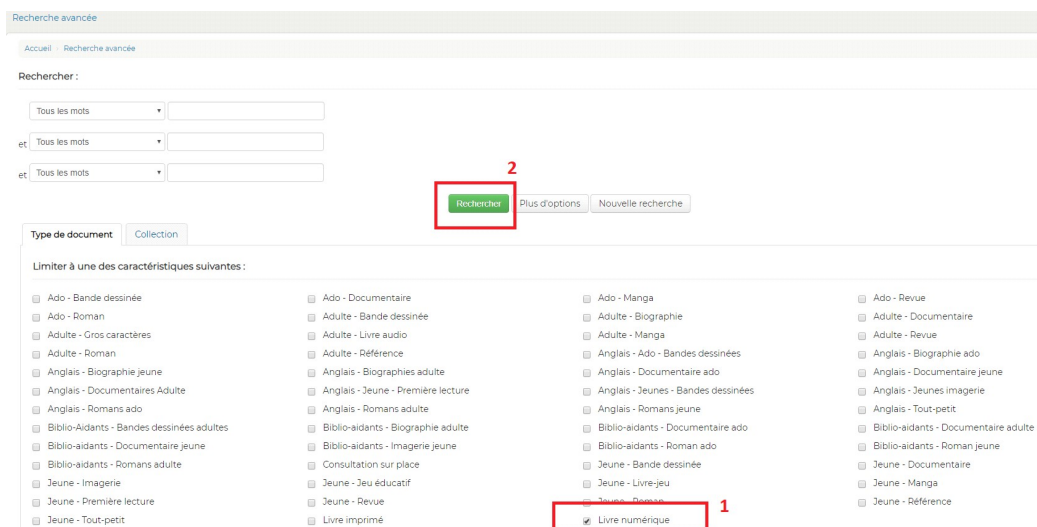 Recherche avancée
Accueil Recherche avancée
Rechercher :
Tous les mots
et Tous les mots
et Tous les mots
2
Rechercher Plus d'options Nouvelle recherche
Type de document Collection
Limiter à une des caractéristiques suivantes :
Ado - Bande dessinée Ado - Documentaire Ado - Manga Ado - Revue
Ado - Roman Adulte - Bande dessinée Adulte - Biographie Adulte - Documentaire
Adulte - Gros caractères Adulte - Livre audio Adulte - Manga Adulte - Revue
Adulte - Roman Adulte - Référence Anglais - Ado - Bandes dessinées Anglais - Biographie ado
Anglais - Biographie jeune Anglais - Biographies adulte Anglais - Documentaire ado Anglais - Documentaire jeune
Anglais - Documentaires Adulte Anglais - Jeune - Première lecture Anglais - Jeunes - Bandes dessinées Anglais - Jeunes imagerie
Anglais - Romans ado Anglais - Romans adulte Anglais - Romans jeune Anglais - Tout-petit
Biblio-Aidants - Bandes dessinées adultes Biblio-aidants - Biographie adulte Biblio-aidants - Documentaire ado Biblio-aidants - Documentaire adulte
Biblio-aidants - Documentaire jeune Biblio-aidants - Imagerie jeune Biblio-aidants - Roman ado Biblio-aidants - Roman jeune
Biblio-aidants - Romans adulte Consultation sur place Jeune - Bande dessinée Jeune - Documentaire
Jeune - Imagerie Jeune - Jeu éducatif Jeune - Livre-jeu Jeune - Manga
Jeune - Première lecture Jeune - Revue Jeune - Roman 1 Jeune - Référence
Jeune - Tout-petit Livre imprimé Livre numérique